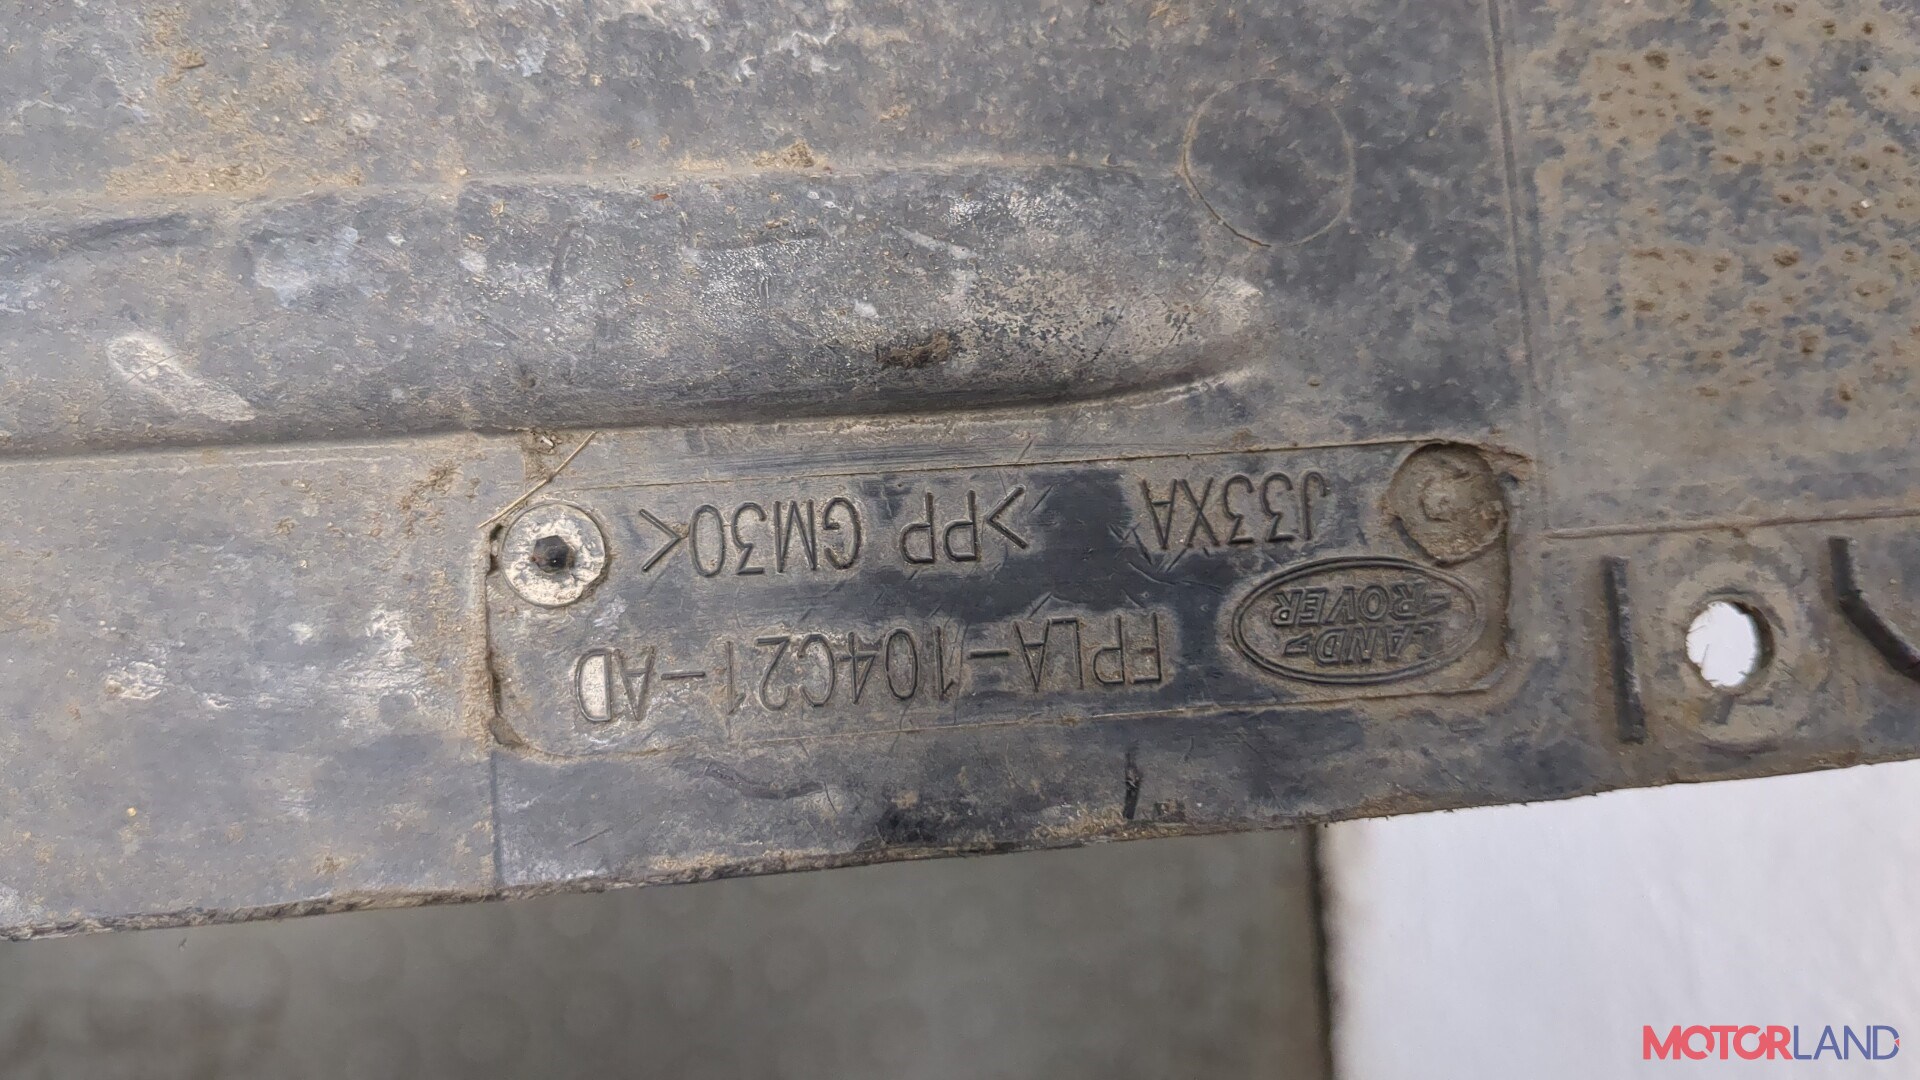 LAND-
-ROVER
FPLA-104C21-AD
J33XA >PP GM30<
MOTORLAND